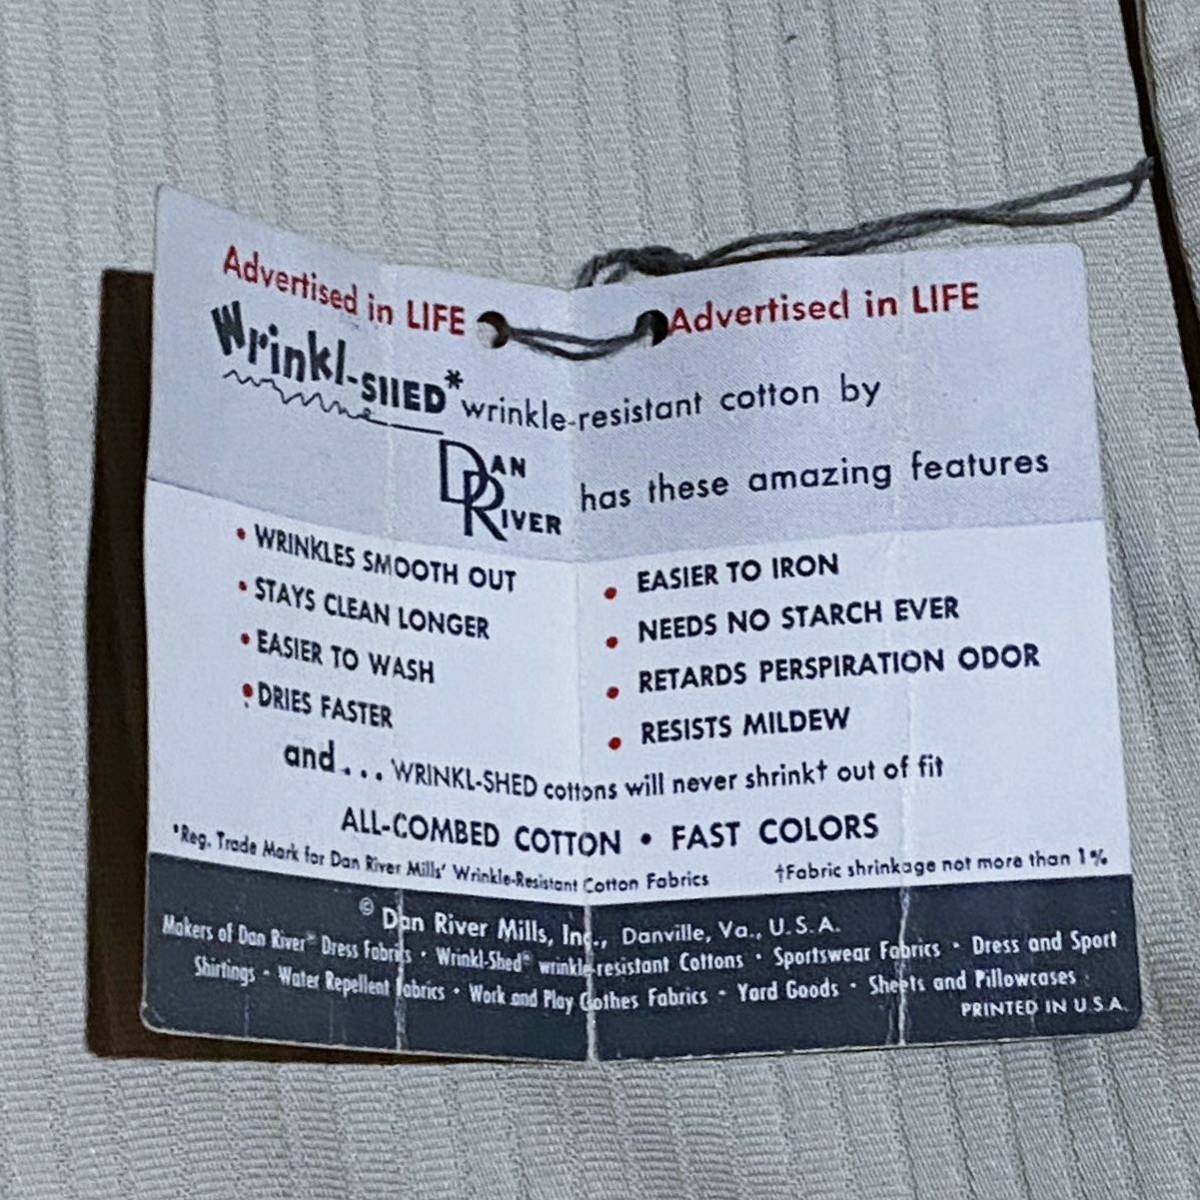 Advertised in LIFE Advertised in LIFE
Wrinkl-SHED* wrinkle-resistant cotton by
DAN RIVER has these amazing features
• WRINKLES SMOOTH OUT
• STAYS CLEAN LONGER
• EASIER TO WASH
• DRIES FASTER
• EASIER TO IRON
• NEEDS NO STARCH EVER
• RETARDS PERSPIRATION ODOR
• RESISTS MILDEW
and... WRINKL-SHED cottons will never shrink† out of fit
ALL-COMBED COTTON • FAST COLORS
*Reg. Trade Mark for Dan River Mills' Wrinkle-Resistant Cotton Fabrics †Fabric shrinkage not more than 1%
© Dan River Mills, Inc., Danville, Va., U.S.A.
Makers of Dan River® Dress Fabrics • Wrinkl-Shed® wrinkle-resistant Cottons • Sportswear Fabrics • Dress and Sport
Shirtings • Water Repellent Fabrics • Work and Play Clothes Fabrics • Yard Goods • Sheets and Pillowcases
PRINTED IN U.S.A.